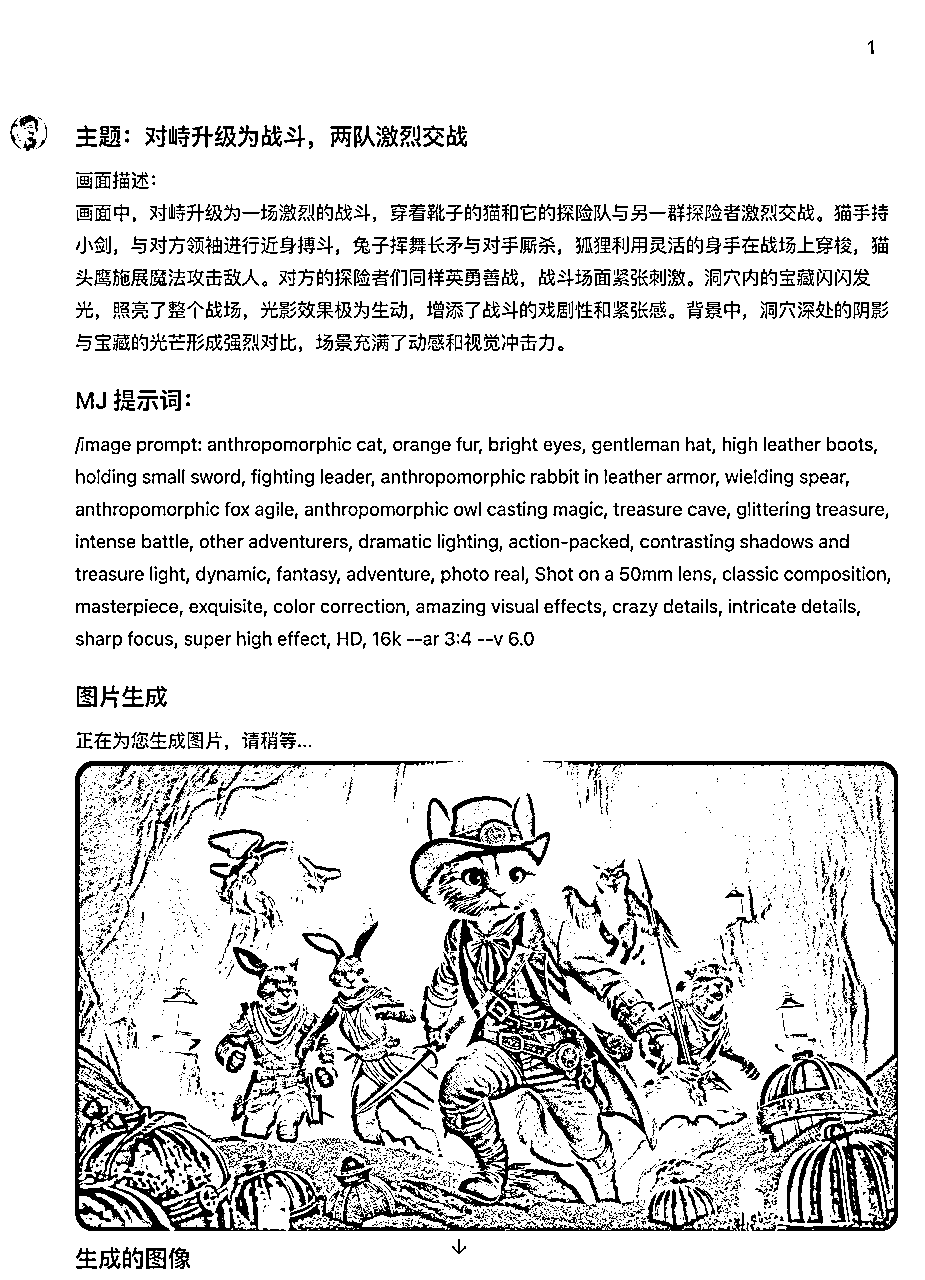 1
主题：对峙升级为战斗，两队激烈交战
画面描述：
画面中，对峙升级为一场激烈的战斗，穿着靴子的猫和它的探险队与另一群探险者激烈交战。猫手持
小剑，与对方领袖进行近身搏斗，兔子挥舞长矛与对手厮杀，狐狸利用灵活的身手在战场上穿梭，猫
头鹰施展魔法攻击敌人。对方的探险者们同样英勇善战，战斗场面紧张刺激。洞穴内的宝藏闪闪发
光，照亮了整个战场，光影效果极为生动，增添了战斗的戏剧性和紧张感。背景中，洞穴深处的阴影
与宝藏的光芒形成强烈对比，场景充满了动感和视觉冲击力。
MJ 提示词：
/image prompt: anthropomorphic cat, orange fur, bright eyes, gentleman hat, high leather boots,
holding small sword, fighting leader, anthropomorphic rabbit in leather armor, wielding spear,
anthropomorphic fox agile, anthropomorphic owl casting magic, treasure cave, glittering treasure,
intense battle, other adventurers, dramatic lighting, action-packed, contrasting shadows and
treasure light, dynamic, fantasy, adventure, photo real, Shot on a 50mm lens, classic composition,
masterpiece, exquisite, color correction, amazing visual effects, crazy details, intricate details,
sharp focus, super high effect, HD, 16k --ar 3:4 --v 6.0
图片生成
正在为您生成图片，请稍等...
生成的图像